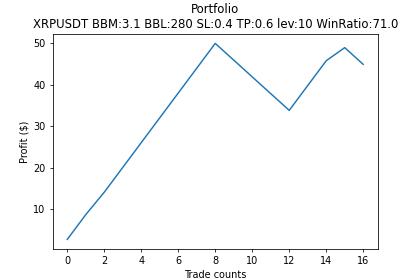 Portfolio
XRPUSDT BBM:3.1 BBL:280 SL:0.4 TP:0.6 lev:10 WinRatio:71.0
50
40
30
20
10
Profit ($)
0 2 4 6 8 10 12 14 16
Trade counts